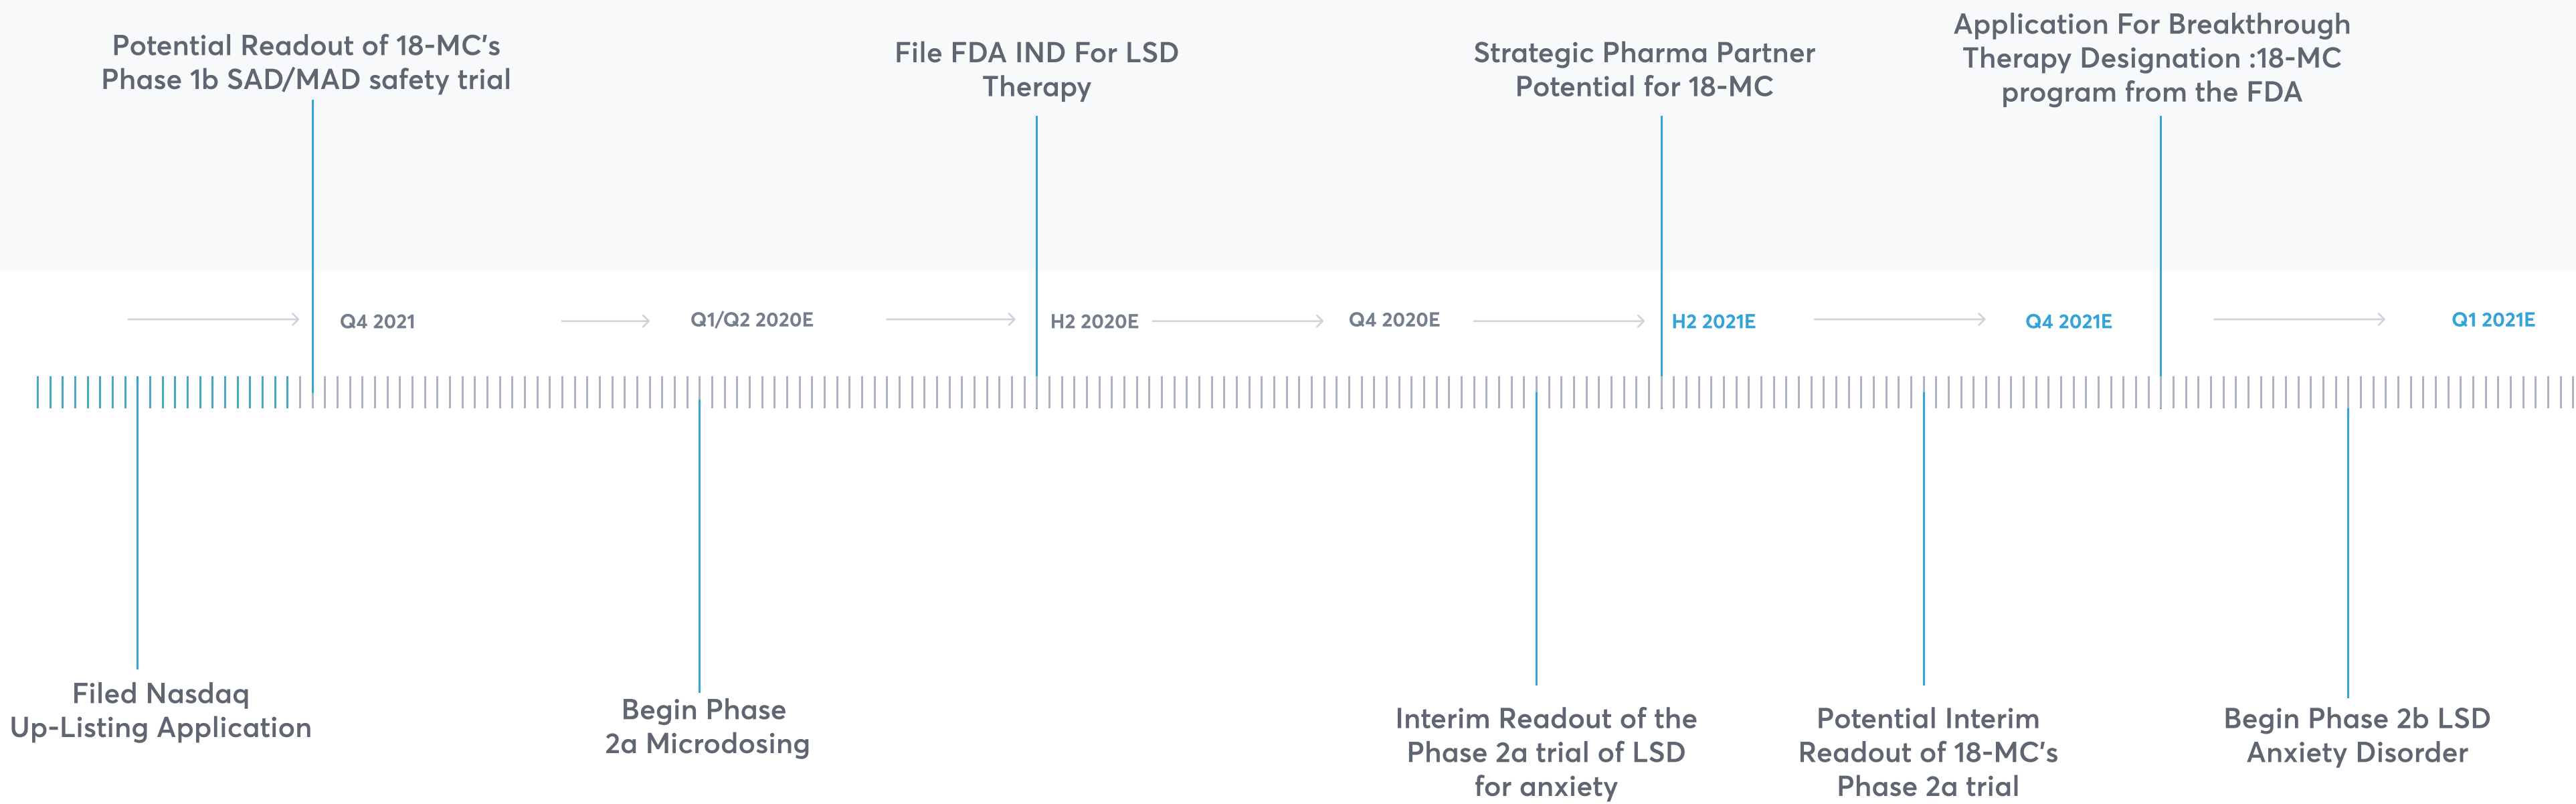 Potential Readout of 18-MC's
Phase 1b SAD/MAD safety trial
File FDA IND For LSD
Therapy
Strategic Pharma Partner
Potential for 18-MC
Application For Breakthrough
Therapy Designation :18-MC
program from the FDA
Q4 2021
Q1/Q2 2020E
H2 2020E
Q4 2020E
H2 2021E
Q4 2021E
Q1 2021E
Filed Nasdaq
Up-Listing Application
Begin Phase
2a Microdosing
Interim Readout of the
Phase 2a trial of LSD
for anxiety
Potential Interim
Readout of 18-MC's
Phase 2a trial
Begin Phase 2b LSD
Anxiety Disorder